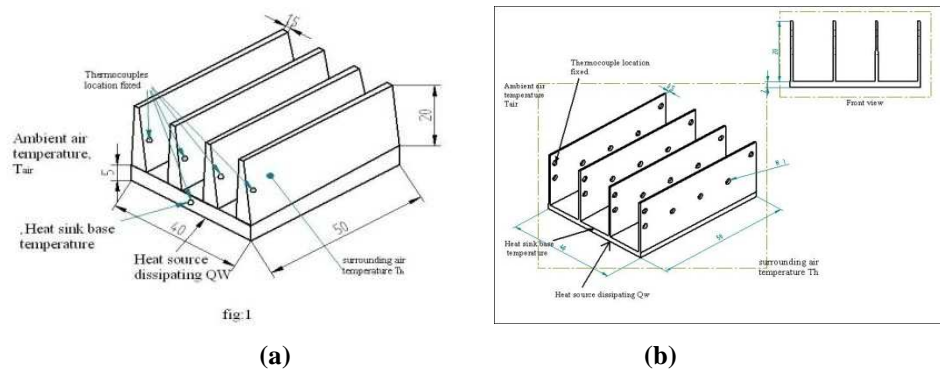 15
Thermocouples
location fixed
20
Ambient air
temperature,
Tair
5
, Heat sink base
temperature
40
50
Heat source
dissipating QW
surrounding air
temperature Th
fig:1
(a)
Thermocouple location
fixed
Ambient air
temperature
Tair
Front view
Heat sink base
temperature
surrounding air
temperature Th
Heat source dissipating Qw
(b)